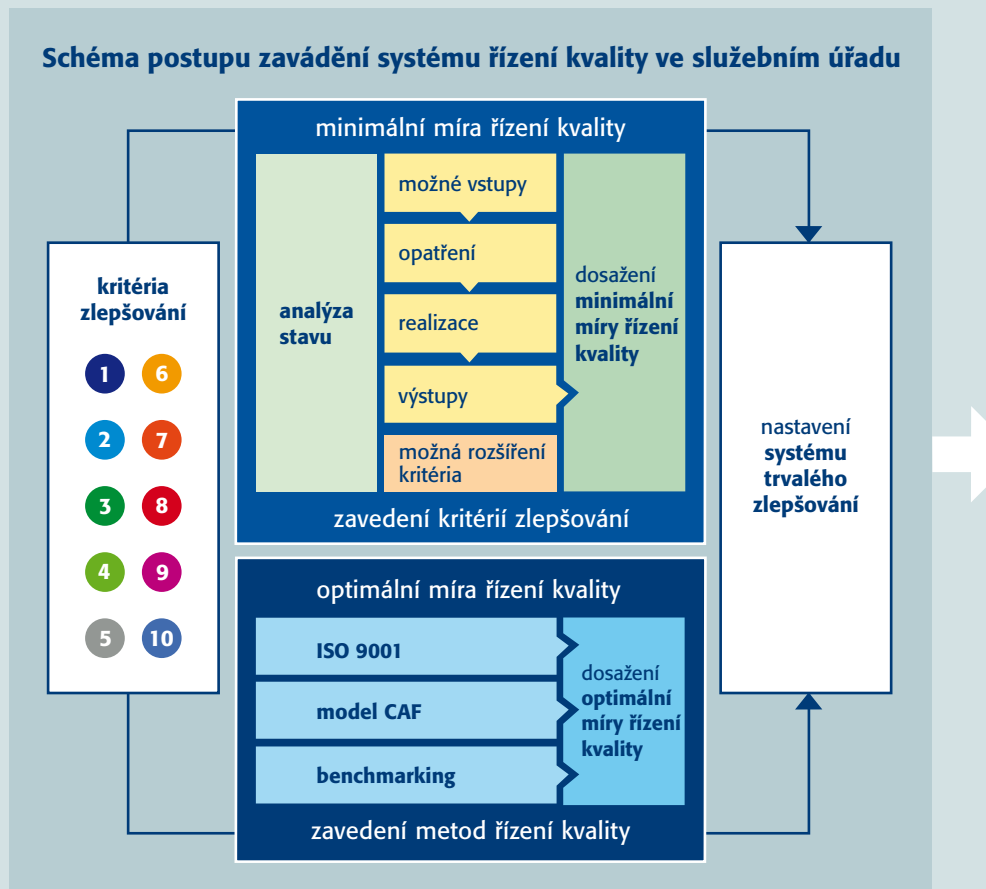 Schéma postupu zavádění systému řízení kvality ve služebním úřadu
kritéria
zlepšování
1
6
2
7
3
8
4
9
5
10
minimální míra řízení kvality
analýza
stavu
možné vstupy
opatření
realizace
výstupy
možná rozšíření
kritéria
dosažení
minimální
míry řízení
kvality
zavedení kritérií zlepšování
optimální míra řízení kvality
ISO 9001
model CAF
benchmarking
dosažení
optimální
míry řízení
kvality
zavedení metod řízení kvality
nastavení
systému
trvalého
zlepšování